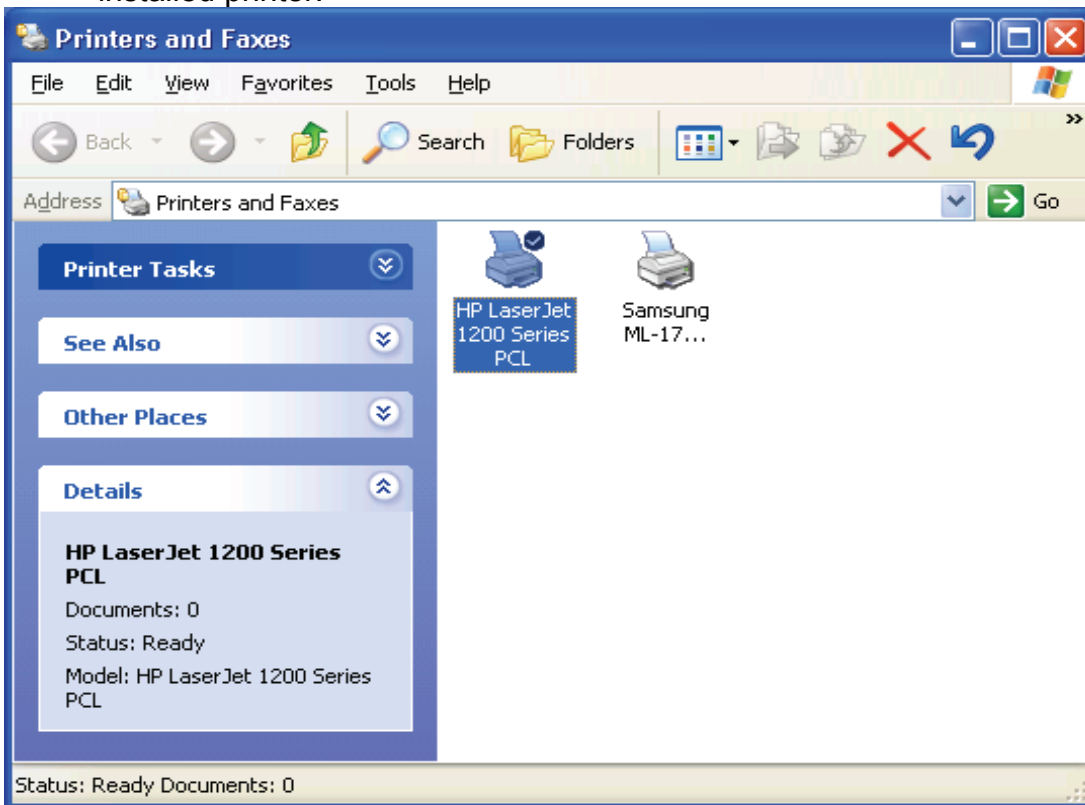 installed printer.
Printers and Faxes
File Edit View Favorites Tools Help
Back Search Folders »
Address Printers and Faxes Go
Printer Tasks
See Also
Other Places
Details
HP LaserJet 1200 Series
PCL
Documents: 0
Status: Ready
Model: HP LaserJet 1200 Series
PCL
HP LaserJet
1200 Series
PCL
Samsung
ML-17...
Status: Ready Documents: 0